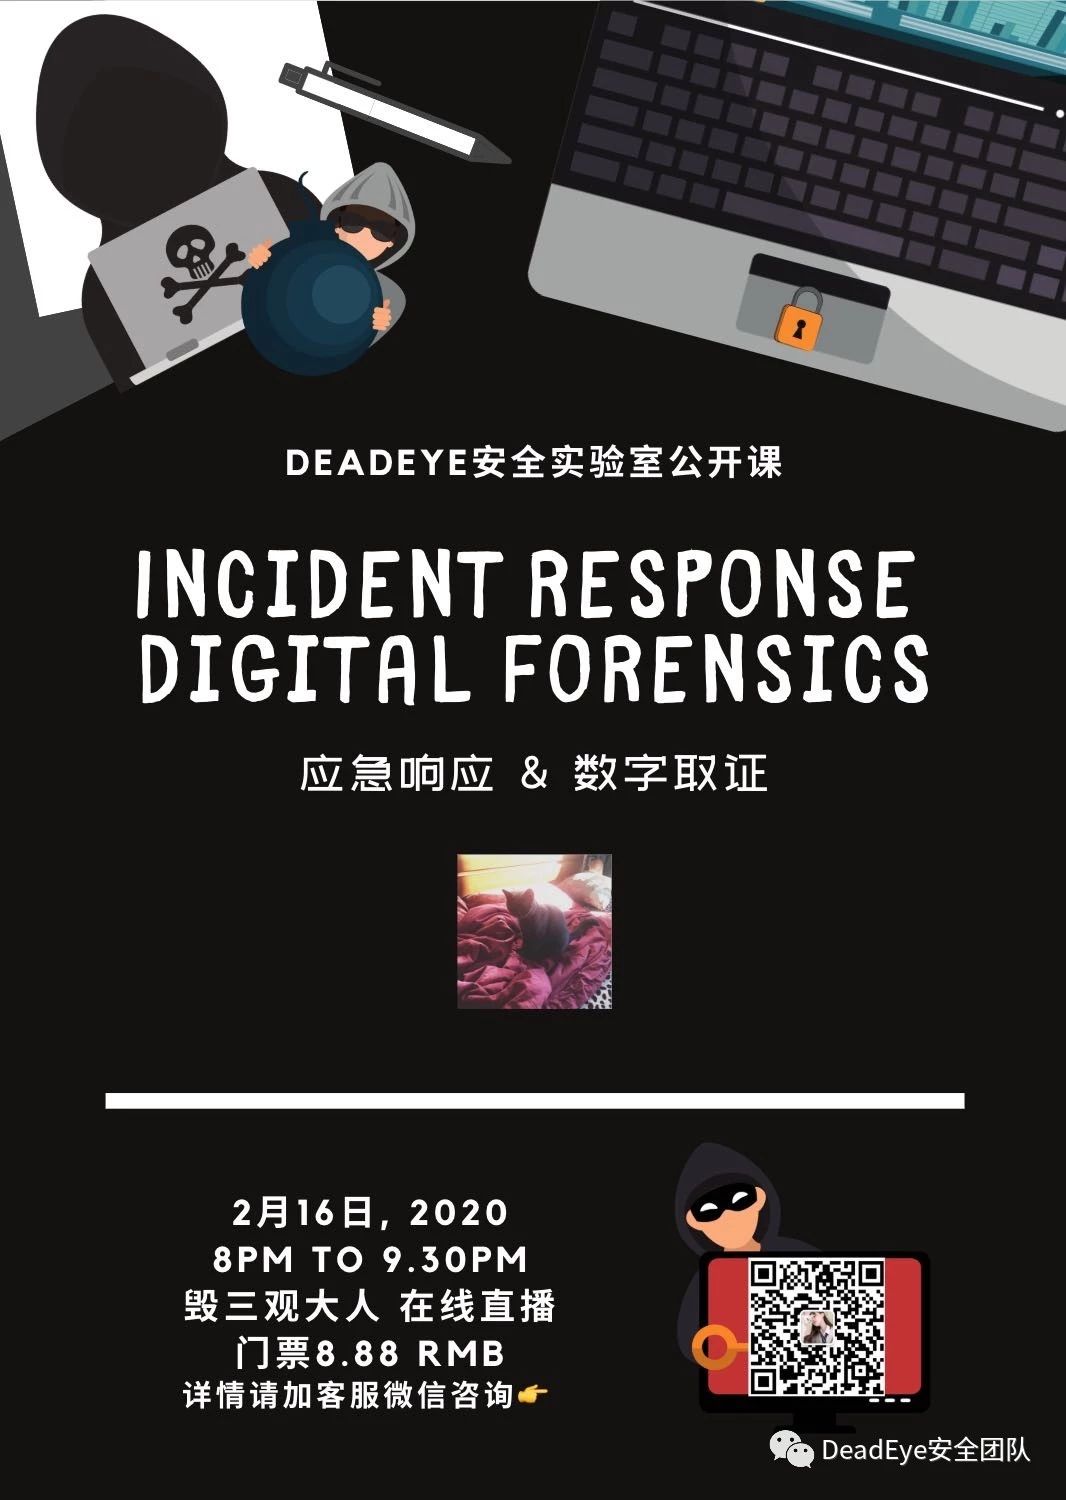 DEADEYE安全实验室公开课
INCIDENT RESPONSE
DIGITAL FORENSICS
应急响应 & 数字取证
2月16日, 2020
8PM TO 9.30PM
毁三观大人 在线直播
门票8.88 RMB
详情请加客服微信咨询👉
DeadEye安全团队